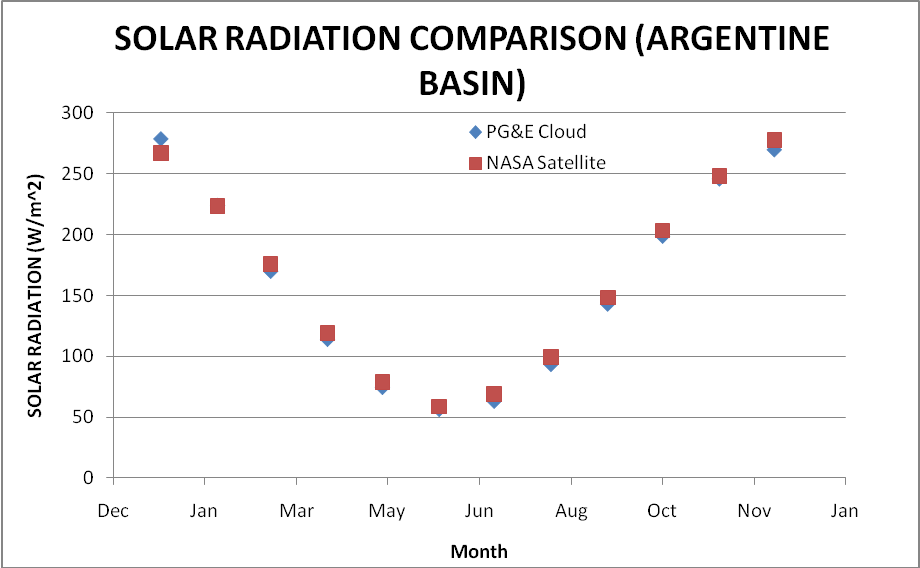 SOLAR RADIATION COMPARISON (ARGENTINE
BASIN)
PG&E Cloud
NASA Satellite
SOLAR RADIATION (W/m^2)
300
250
200
150
100
50
0
Dec Jan Mar May Jun Aug Oct Nov Jan
Month